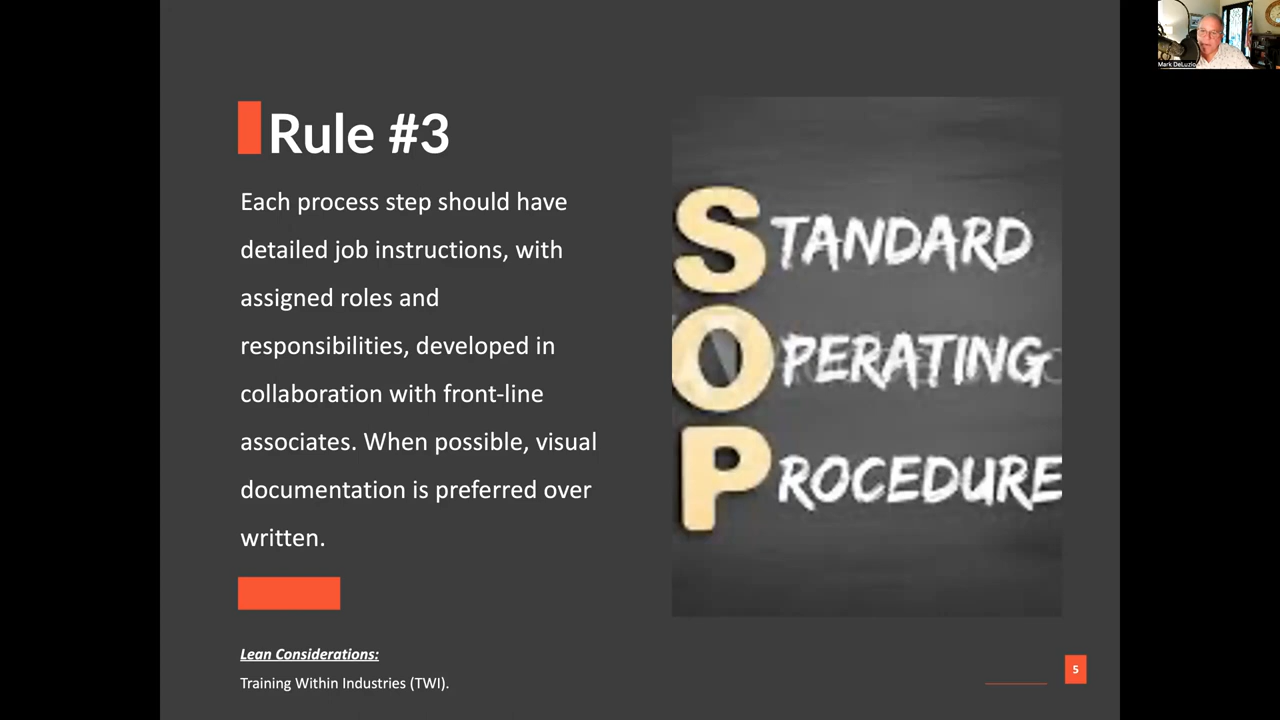 Rule #3
Each process step should have
detailed job instructions, with
assigned roles and
responsibilities, developed in
collaboration with front-line
associates. When possible, visual
documentation is preferred over
written.
Lean Considerations:
Training Within Industries (TWI).
STANDARD
OPERATING
PROCEDURE
5
Mark DeLuzio